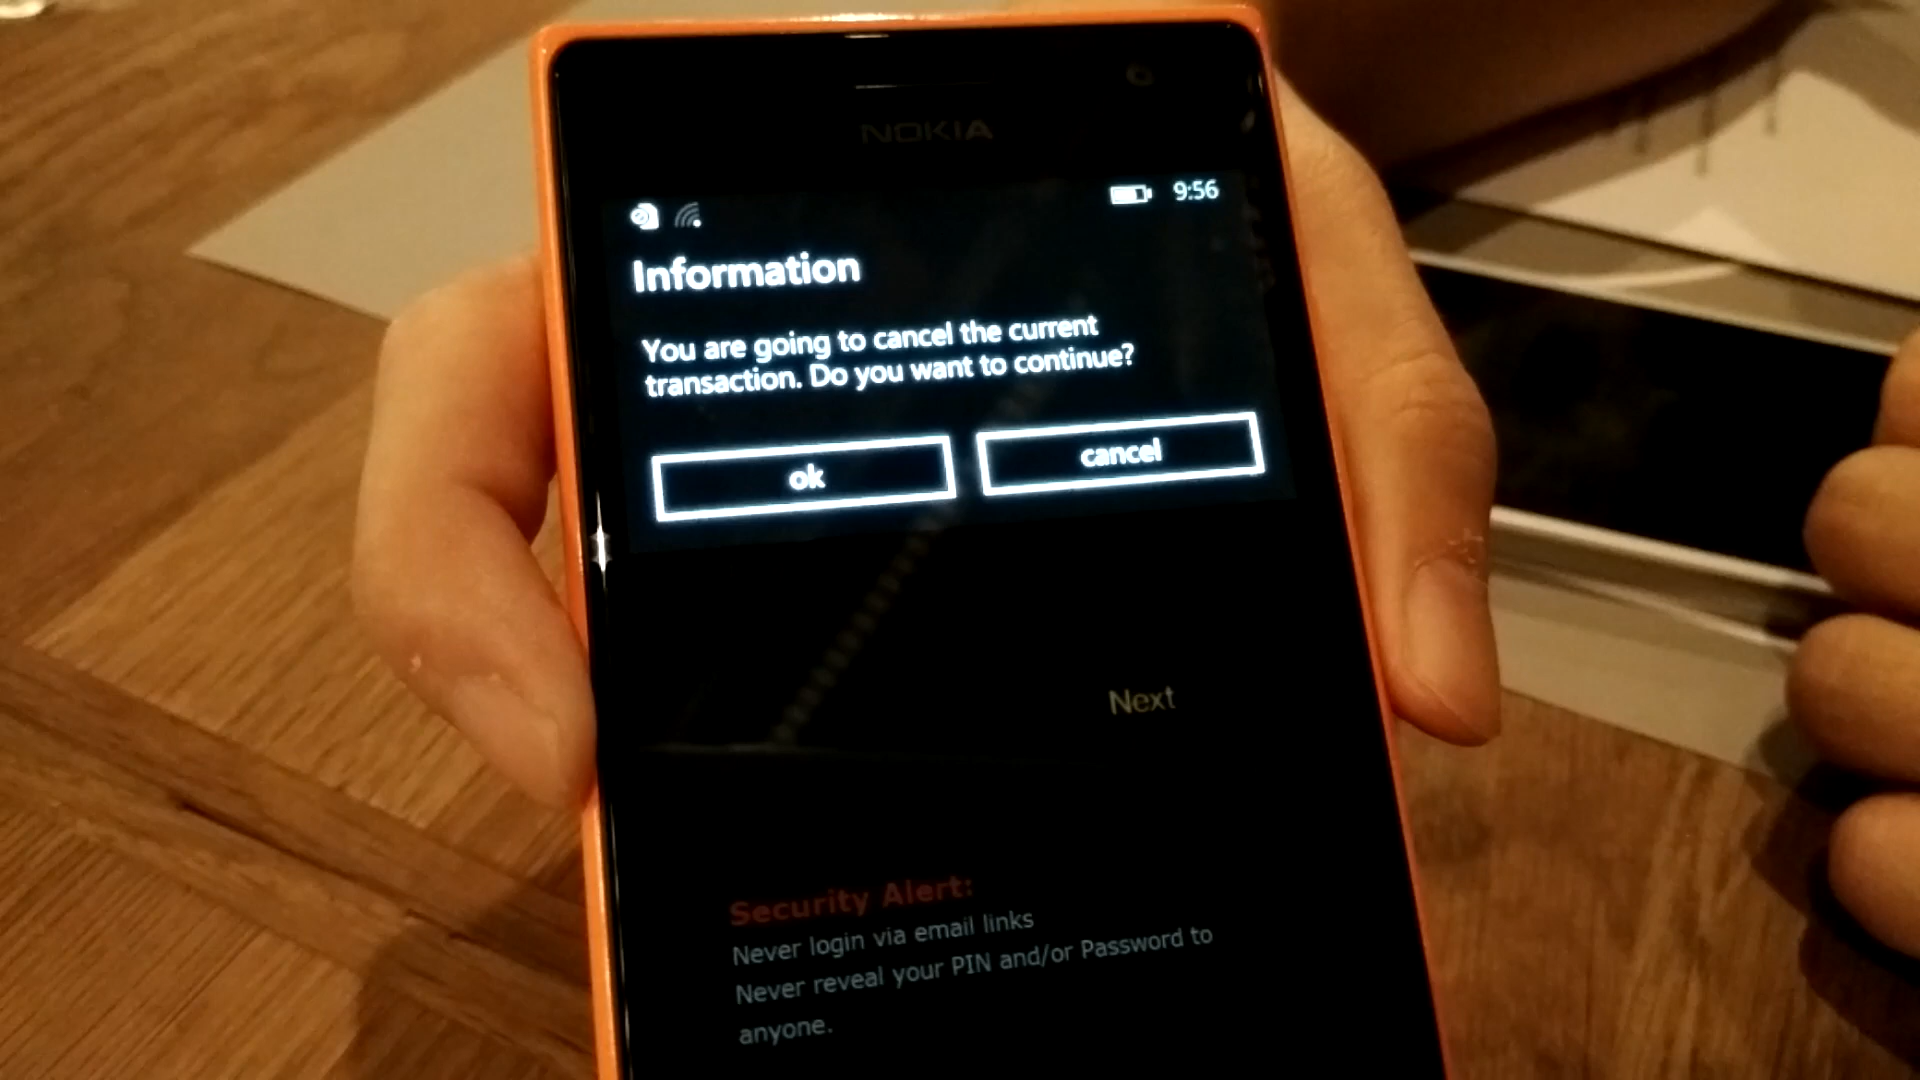 NOKIA
9:56
Information
You are going to cancel the current
transaction. Do you want to continue?
ok
cancel
Next
Security Alert:
Never login via email links
Never reveal your PIN and/or Password to
anyone.